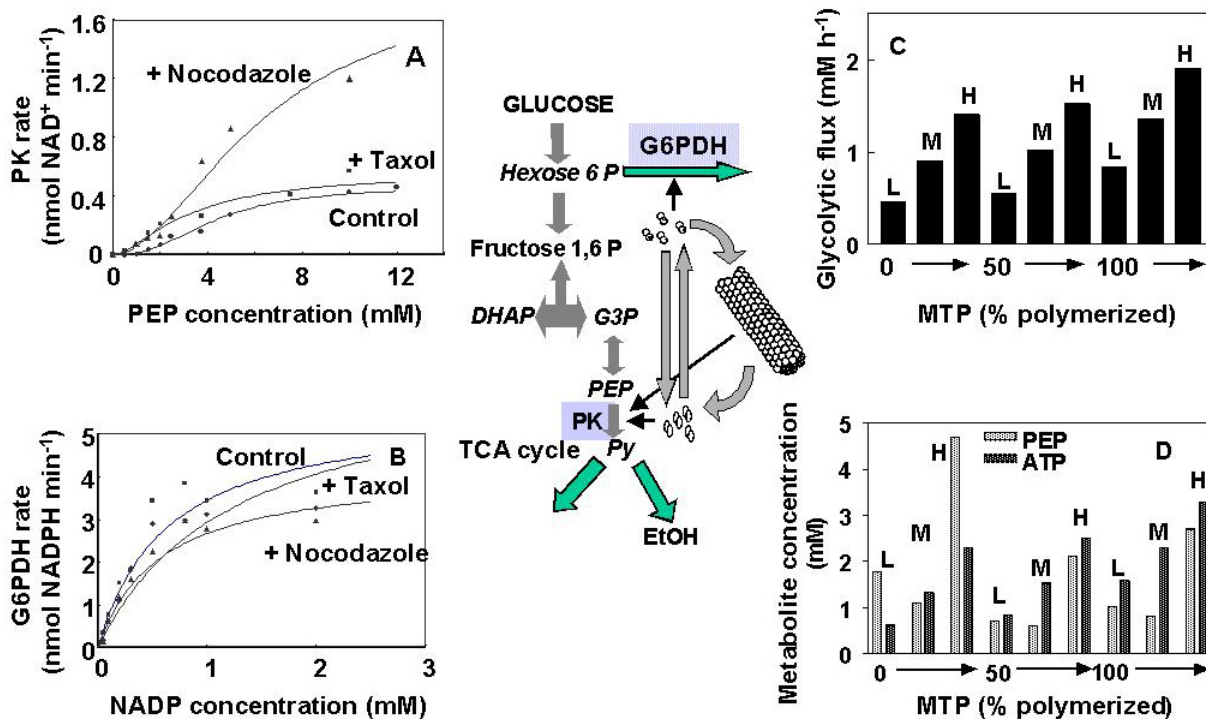 A
PK rate
(nmol NAD⁺ min⁻¹)
1.6
1.2
0.8
0.4
0
+ Nocodazole
+ Taxol
Control
0 4 8 12
PEP concentration (mM)
B
G6PDH rate
(nmol NADPH min⁻¹)
5
4
3
2
1
0
Control
+ Taxol
+ Nocodazole
0 1 2 3
NADP concentration (mM)
GLUCOSE
G6PDH
Hexose 6 P
Fructose 1,6 P
DHAP
G3P
PEP
PK
Py
TCA cycle
EtOH
C
Glycolytic flux (mM h⁻¹)
2
1
0
L M H L M H L M H
0 50 100
MTP (% polymerized)
D
PEP
ATP
Metabolite concentration
(mM)
5
4
3
2
1
0
L M H L M H L M H
0 50 100
MTP (% polymerized)